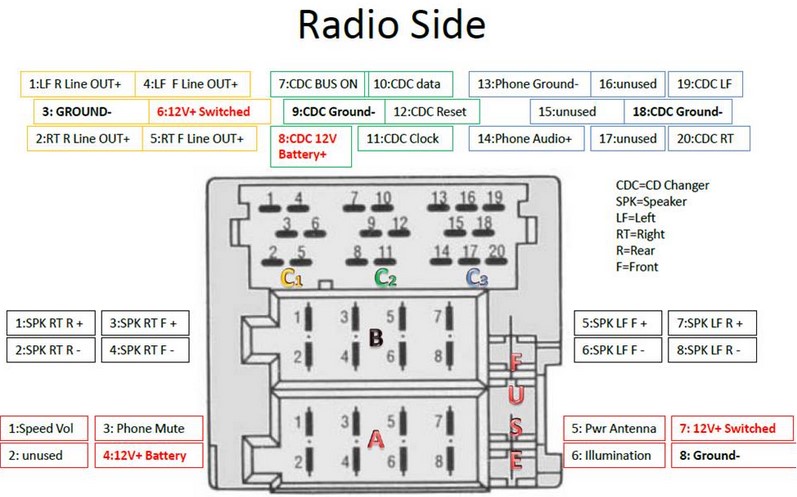 Radio Side
1:LF R Line OUT+ 4:LF F Line OUT+ 7:CDC BUS ON 10:CDC data 13:Phone Ground- 16:unused 19:CDC LF
3: GROUND- 6:12V+ Switched 9:CDC Ground- 12:CDC Reset 15:unused 18:CDC Ground-
2:RT R Line OUT+ 5:RT F Line OUT+ 8:CDC 12V Battery+ 11:CDC Clock 14:Phone Audio+ 17:unused 20:CDC RT
CDC=CD Changer
SPK=Speaker
LF=Left
RT=Right
R=Rear
F=Front
1 4 7 10 13 16 19
3 6 9 12 15 18
2 5 8 11 14 17 20
C1 C2 C3
1:SPK RT R + 3:SPK RT F + 1 3 5 7 5:SPK LF F + 7:SPK LF R +
B
2:SPK RT R - 4:SPK RT F - 2 4 6 8 6:SPK LF F - 8:SPK LF R -
1:Speed Vol 3: Phone Mute 1 3 5 7 5: Pwr Antenna 7: 12V+ Switched
A
2: unused 4:12V+ Battery 2 4 6 8 6: Illumination 8: Ground-
F
U
S
E